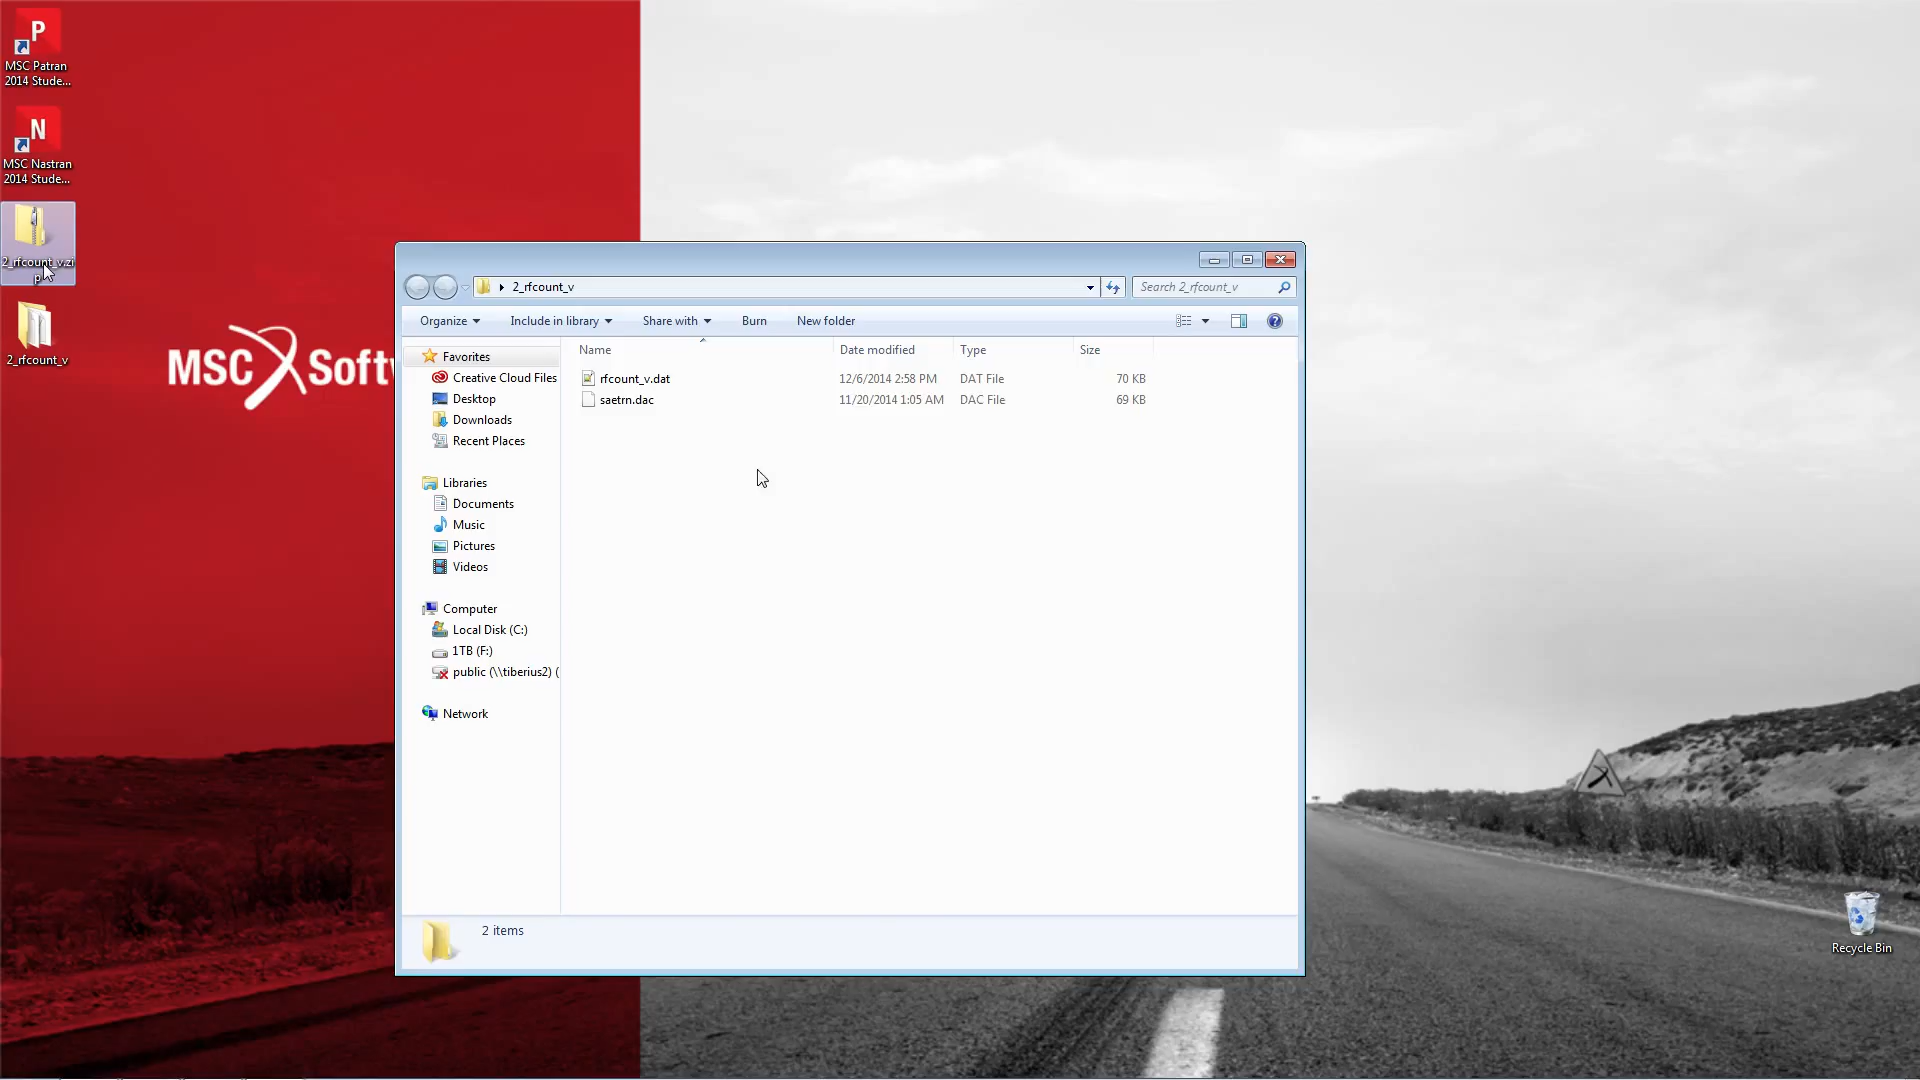 P
MSC Patran
2014 Stude...
N
MSC Nastran
2014 Stude...
2_rfcount_v.zi
p
2_rfcount_v
MSC Softw
2_rfcount_v
Search 2_rfcount_v
Organize
Include in library
Share with
Burn
New folder
Name
Date modified
Type
Size
rfcount_v.dat
12/6/2014 2:58 PM
DAT File
70 KB
saetrn.dac
11/20/2014 1:05 AM
DAC File
69 KB
Favorites
Creative Cloud Files
Desktop
Downloads
Recent Places
Libraries
Documents
Music
Pictures
Videos
Computer
Local Disk (C:)
1TB (F:)
public (\\tiberius2) (
Network
2 items
Recycle Bin